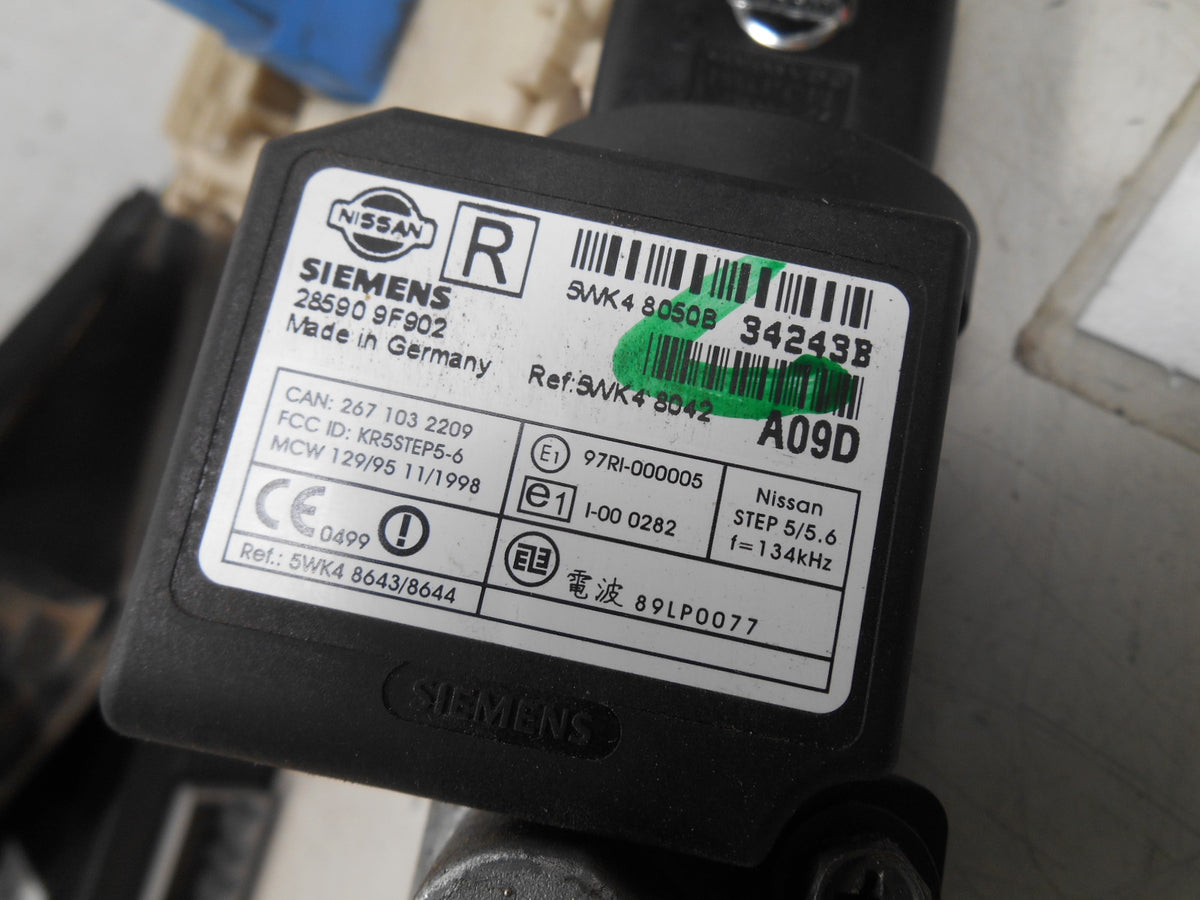 NISSAN
R
SIEMENS
28590 9F902
Made in Germany
5WK4 8050B
34243B
Ref:5WK4 8042
A09D
CAN: 267 103 2209
FCC ID: KR5STEP5-6
MCW 129/95 11/1998
CE 0499 !
Ref.: 5WK4 8643/8644
E1 97RI-000005
e1 I-00 0282
Nissan
STEP 5/5.6
f=134kHz
電波 89LP0077
SIEMENS